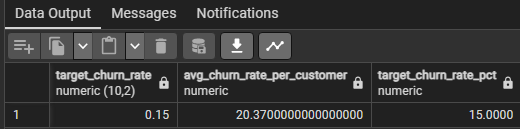 Data Output Messages Notifications
target_churn_rate avg_churn_rate_per_customer target_churn_rate_pct
numeric (10,2) numeric numeric
1 0.15 20.3700000000000000 15.0000